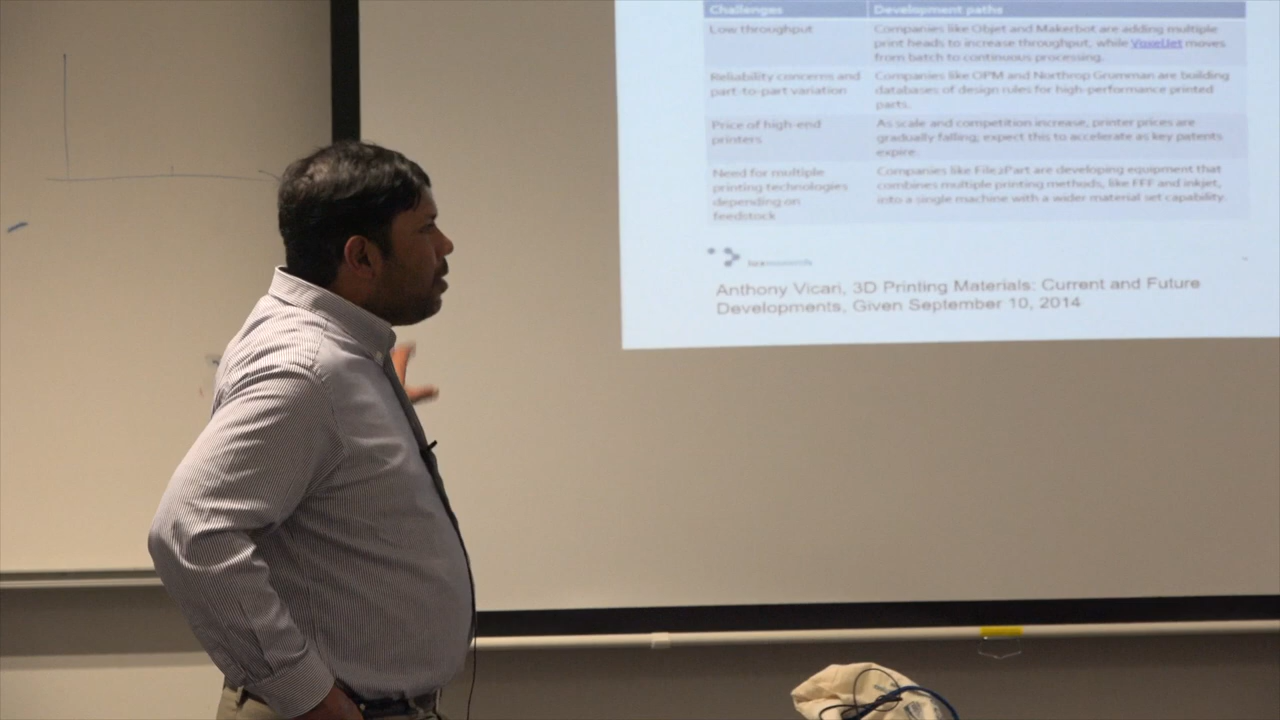 Challenges
Development paths
Low throughput
Companies like Objet and Makerbot are adding multiple
print heads to increase throughput, while VoxelJet moves
from batch to continuous processing.
Reliability concerns and
part-to-part variation
Companies like OPM and Northrop Grumman are building
databases of design rules for high-performance printed
parts.
Price of high-end
printers
As scale and competition increase, printer prices are
gradually falling; expect this to accelerate as key patents
expire.
Need for multiple
printing technologies
depending on
feedstock
Companies like File2Part are developing equipment that
combines multiple printing methods, like FFF and inkjet,
into a single machine with a wider material set capability.
Anthony Vicari, 3D Printing Materials: Current and Future
Developments, Given September 10, 2014